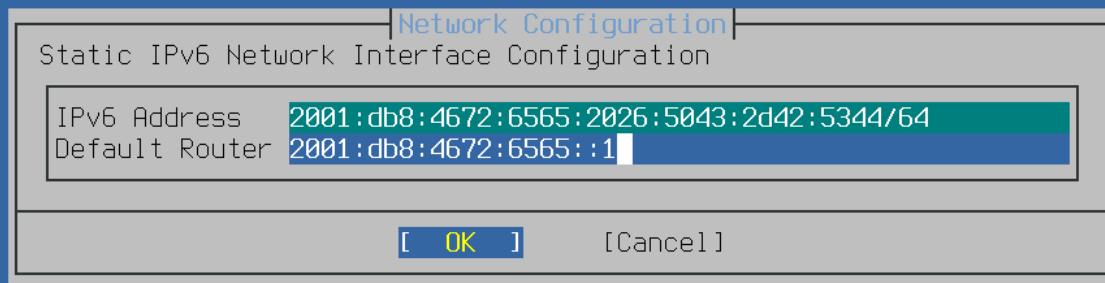 Network Configuration
Static IPv6 Network Interface Configuration
IPv6 Address 2001:db8:4672:6565:2026:5043:2d42:5344/64
Default Router 2001:db8:4672:6565::1
[ OK ] [Cancel]